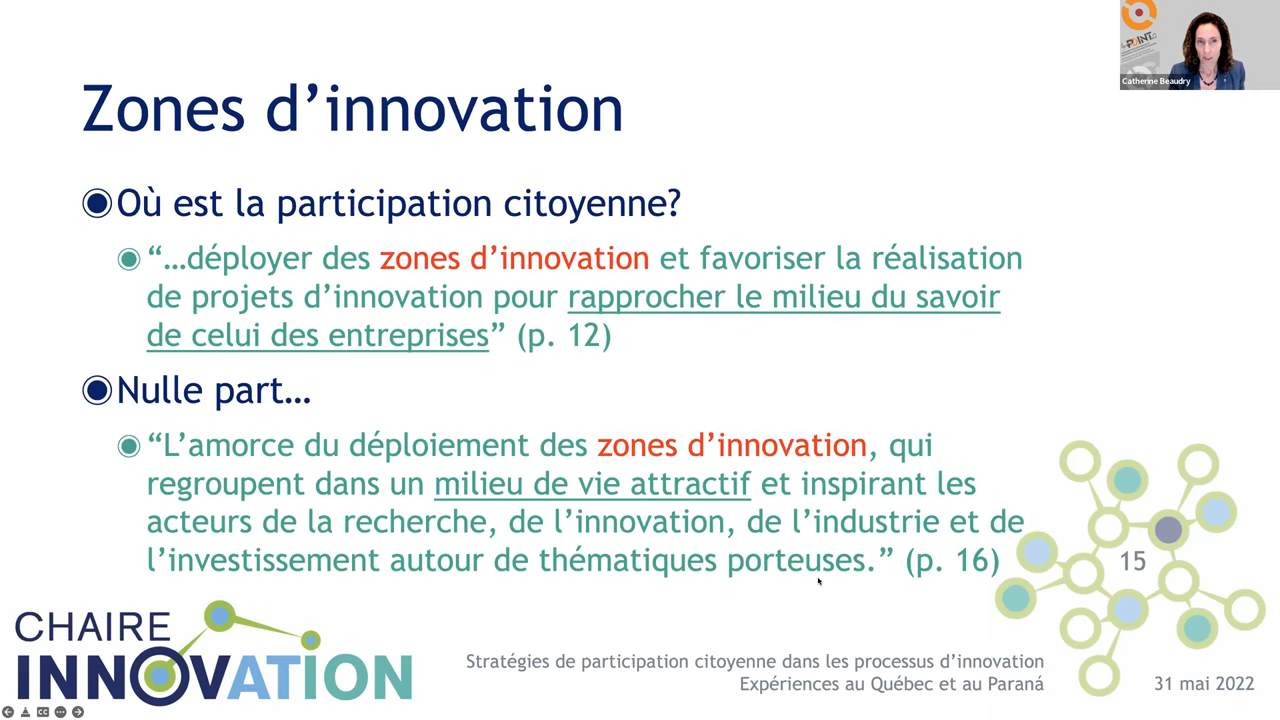 Zones d’innovation
Où est la participation citoyenne?
“…déployer des zones d’innovation et favoriser la réalisation
de projets d’innovation pour rapprocher le milieu du savoir
de celui des entreprises” (p. 12)
Nulle part…
“L’amorce du déploiement des zones d’innovation, qui
regroupent dans un milieu de vie attractif et inspirant les
acteurs de la recherche, de l’innovation, de l’industrie et de
l’investissement autour de thématiques porteuses.” (p. 16)
15
CHAIRE
INNOVATION
Stratégies de participation citoyenne dans les processus d’innovation
Expériences au Québec et au Paraná
31 mai 2022
POINT
Catherine Beaudry
CC